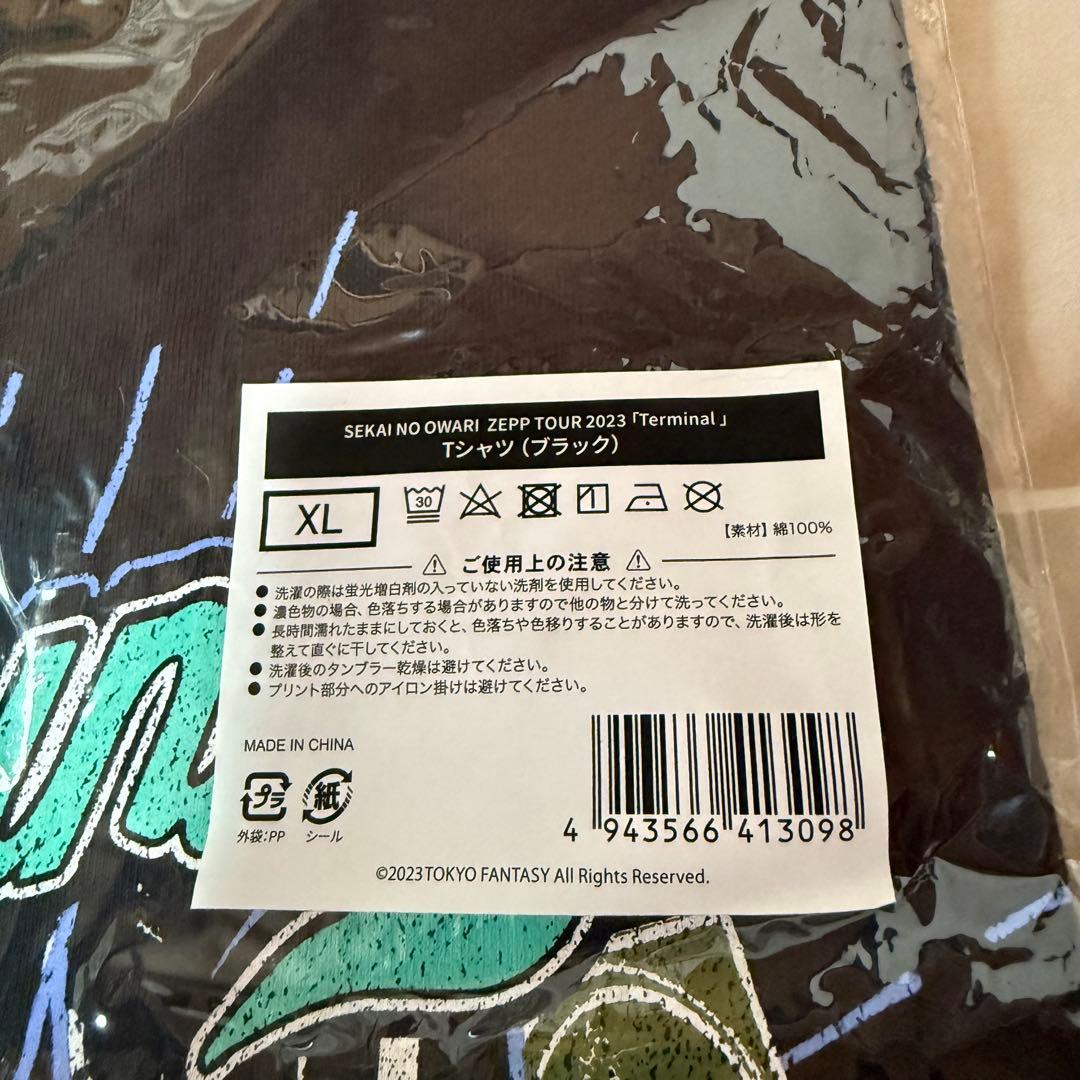 SEKAI NO OWARI ZEPP TOUR 2023「Terminal」
Tシャツ（ブラック）
XL
30
【素材】綿100%
ご使用上の注意
● 洗濯の際は蛍光増白剤の入っていない洗剤を使用してください。
● 濃色物の場合、色落ちする場合がありますので他の物と分けて洗ってください。
● 長時間濡れたままにしておくと、色落ちや色移りすることがありますので、洗濯後は形を
整えて直ぐに干してください。
● 洗濯後のタンブラー乾燥は避けてください。
● プリント部分へのアイロン掛けは避けてください。
MADE IN CHINA
プラ 紙
外袋:PP シール
4 943566 413098
©2023TOKYO FANTASY All Rights Reserved.